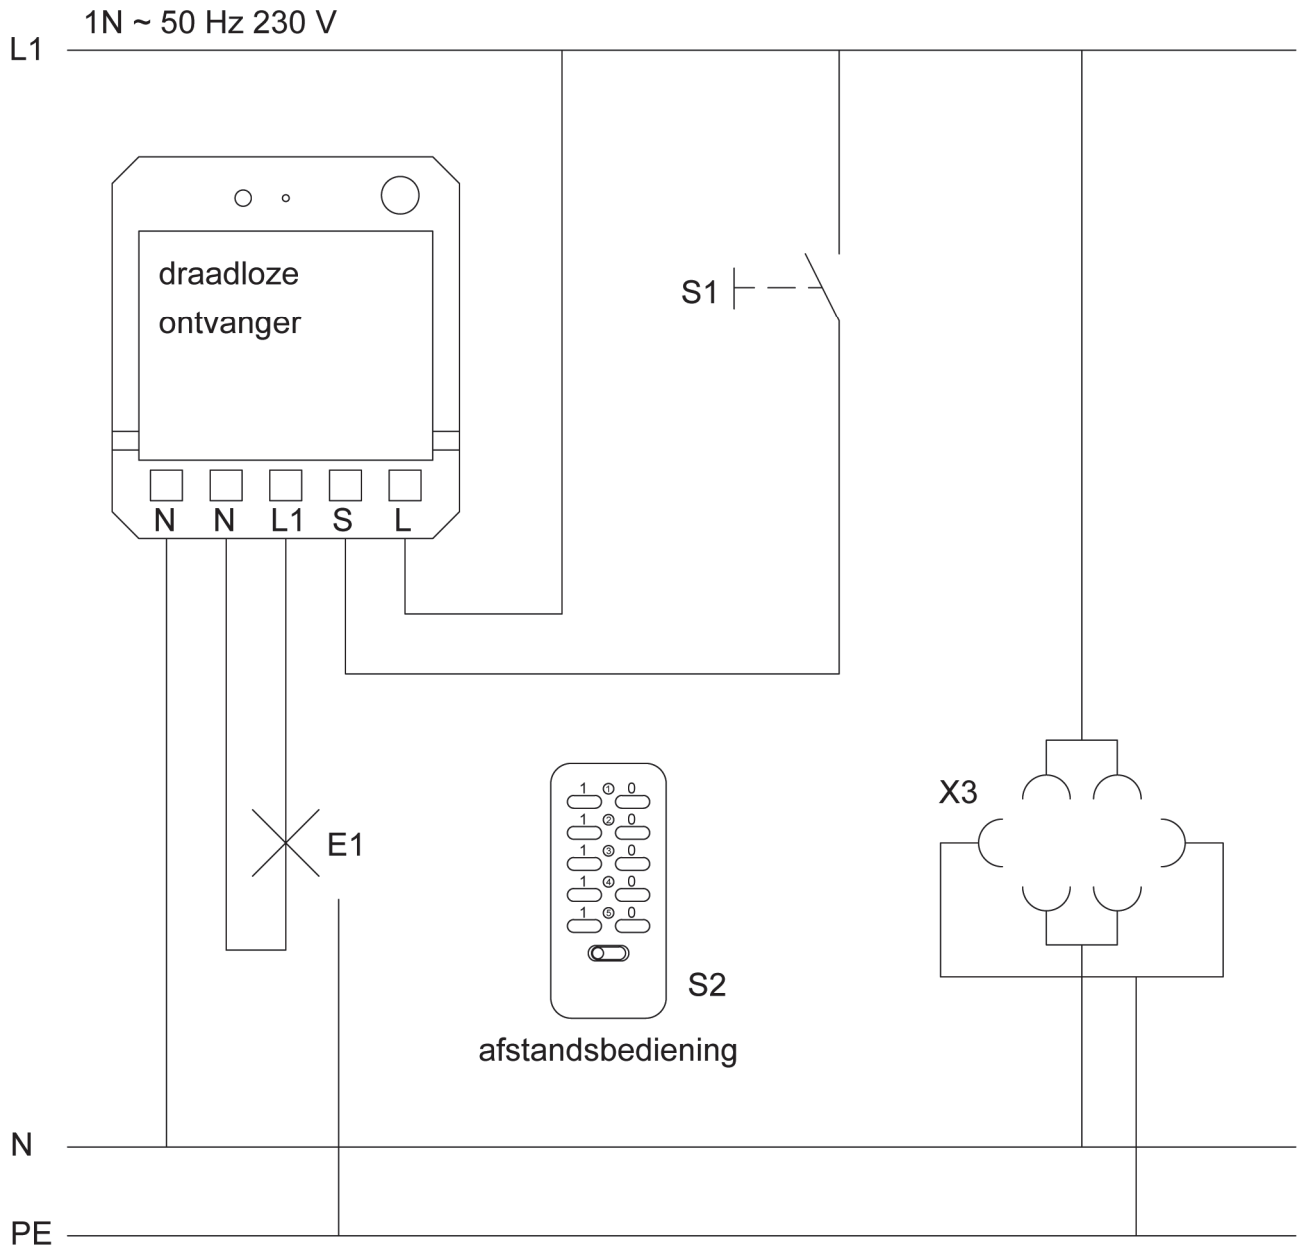 1N ~ 50 Hz 230 V
L1
draadloze
ontvanger
S1
N N L1 S L
1 ① 0
1 ② 0
1 ③ 0
1 ④ 0
1 ⑤ 0
X3
E1
S2
afstandsbediening
N
PE